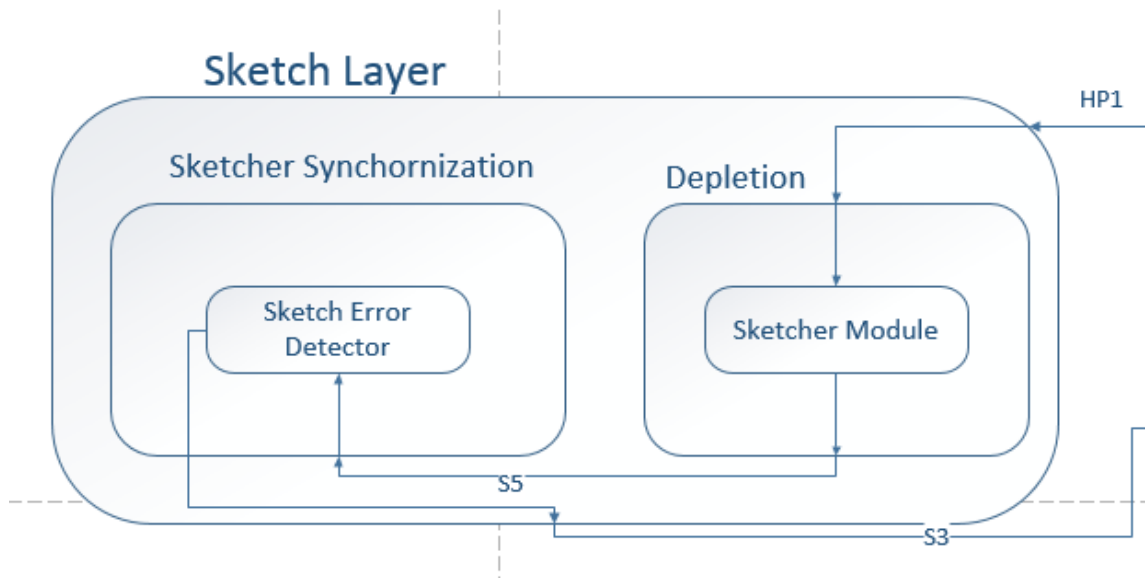 Sketch Layer
HP1
Sketcher Synchornization
Depletion
Sketch Error
Detector
Sketcher Module
S5
S3